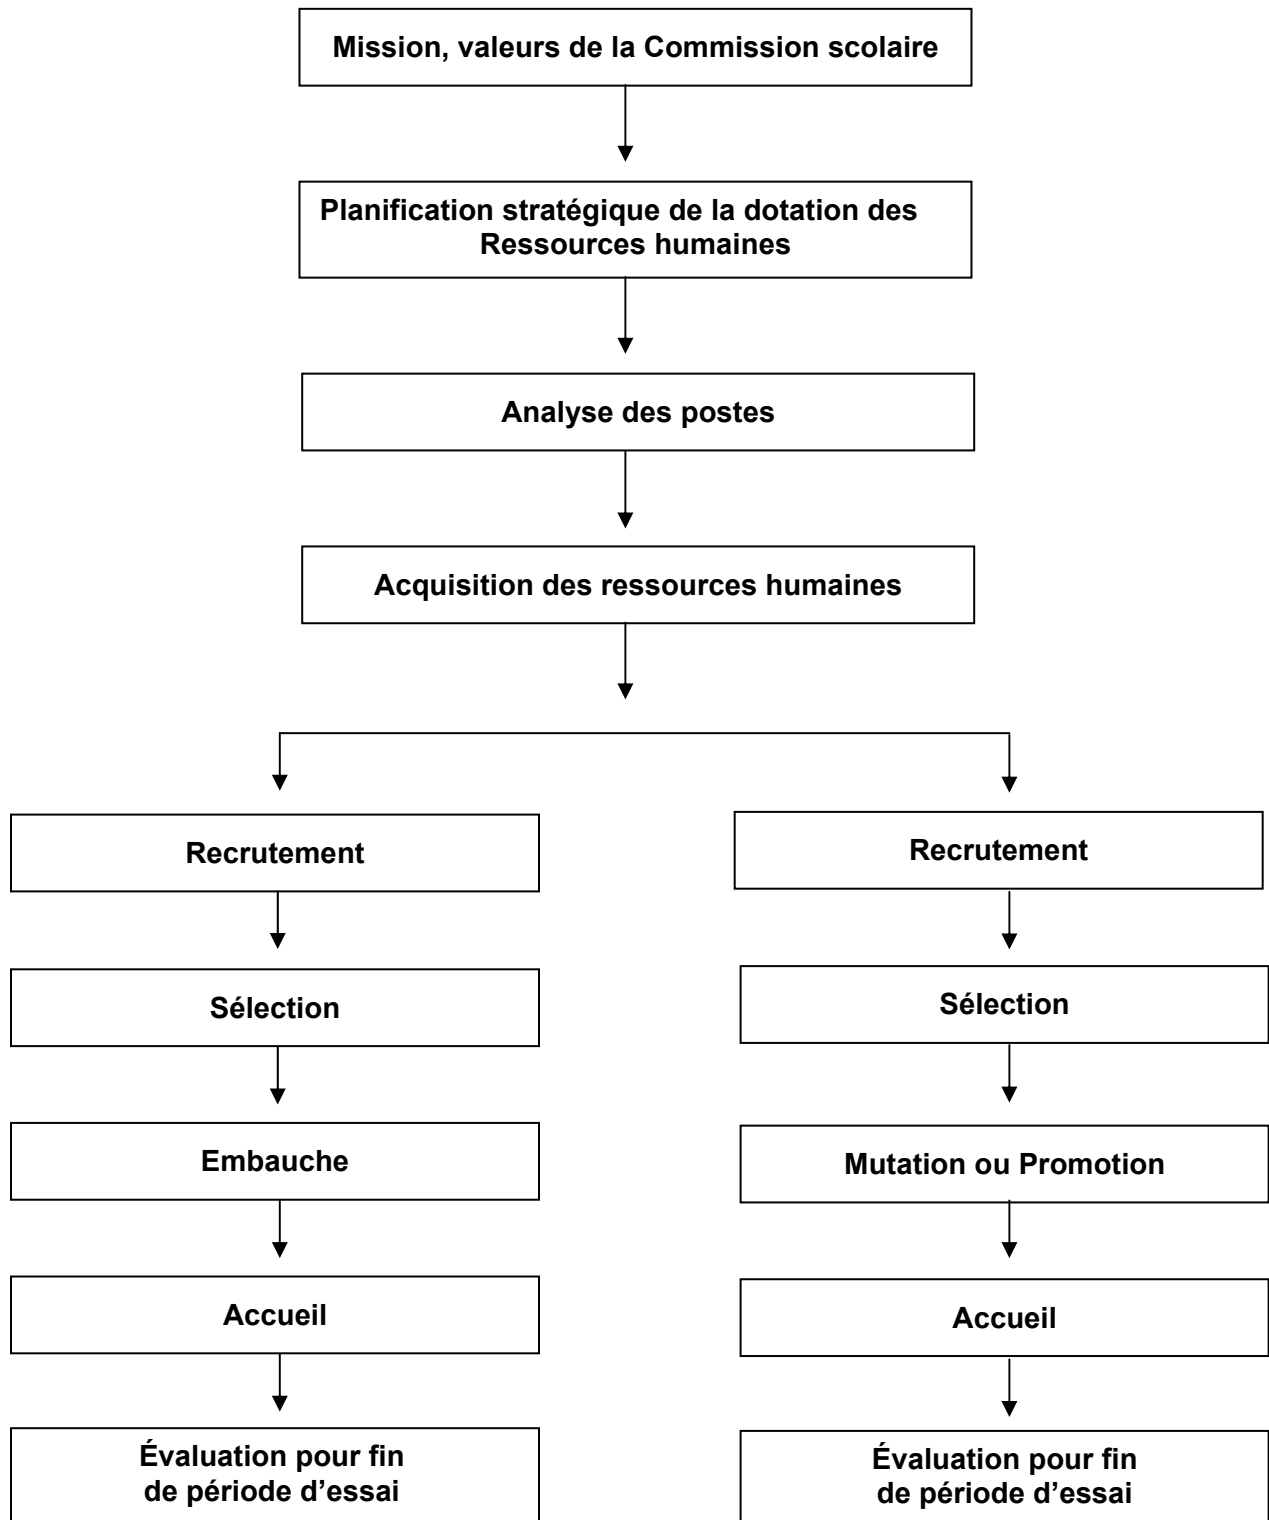 Mission, valeurs de la Commission scolaire
Planification stratégique de la dotation des
Ressources humaines
Analyse des postes
Acquisition des ressources humaines
Recrutement
Sélection
Embauche
Accueil
Évaluation pour fin
de période d’essai
Recrutement
Sélection
Mutation ou Promotion
Accueil
Évaluation pour fin
de période d’essai